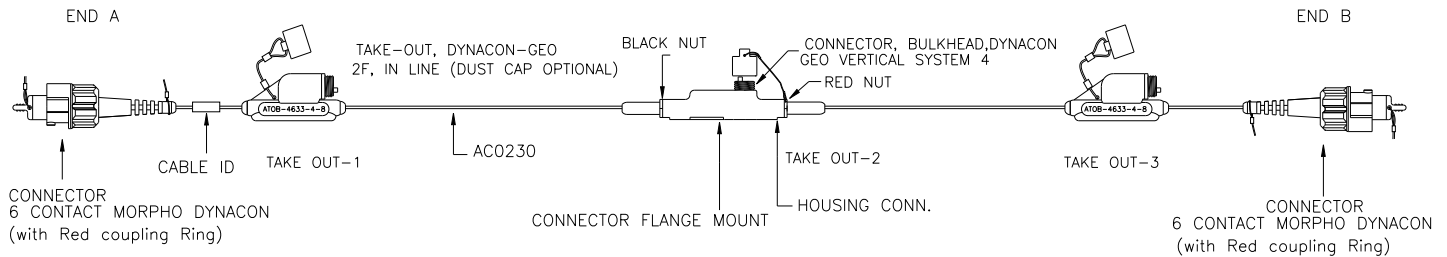 END A
END B
TAKE-OUT, DYNACON-GEO
2F, IN LINE (DUST CAP OPTIONAL)
BLACK NUT
CONNECTOR, BULKHEAD,DYNACON
GEO VERTICAL SYSTEM 4
RED NUT
ATOB-4633-4-8
ATOB-4633-4-8
CABLE ID
TAKE OUT-1
AC0230
TAKE OUT-2
TAKE OUT-3
CONNECTOR
6 CONTACT MORPHO DYNACON
(with Red coupling Ring)
CONNECTOR FLANGE MOUNT
HOUSING CONN.
CONNECTOR
6 CONTACT MORPHO DYNACON
(with Red coupling Ring)